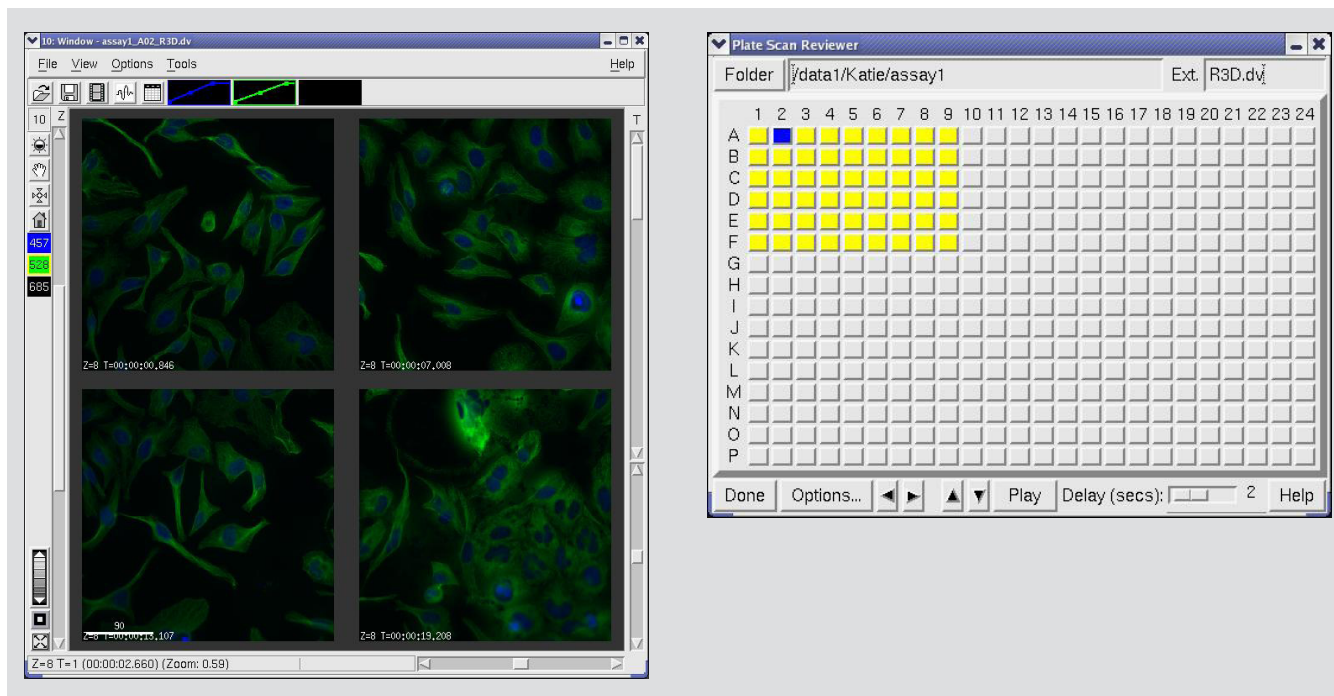 10: Window - assay1_A02_R3D.dv
File View Options Tools Help
10 Z T
457
528
685
Z=8 T=00:00:00.846
Z=8 T=00:00:07.008
90
Z=8 T=00:00:13.107
Z=8 T=00:00:19.208
Z=8 T=1 (00:00:02.660) (Zoom: 0.59)
Plate Scan Reviewer
Folder /data1/Katie/assay1 Ext. R3D.dv
1 2 3 4 5 6 7 8 9 10 11 12 13 14 15 16 17 18 19 20 21 22 23 24
A
B
C
D
E
F
G
H
I
J
K
L
M
N
O
P
Done Options... Play Delay (secs): 2 Help